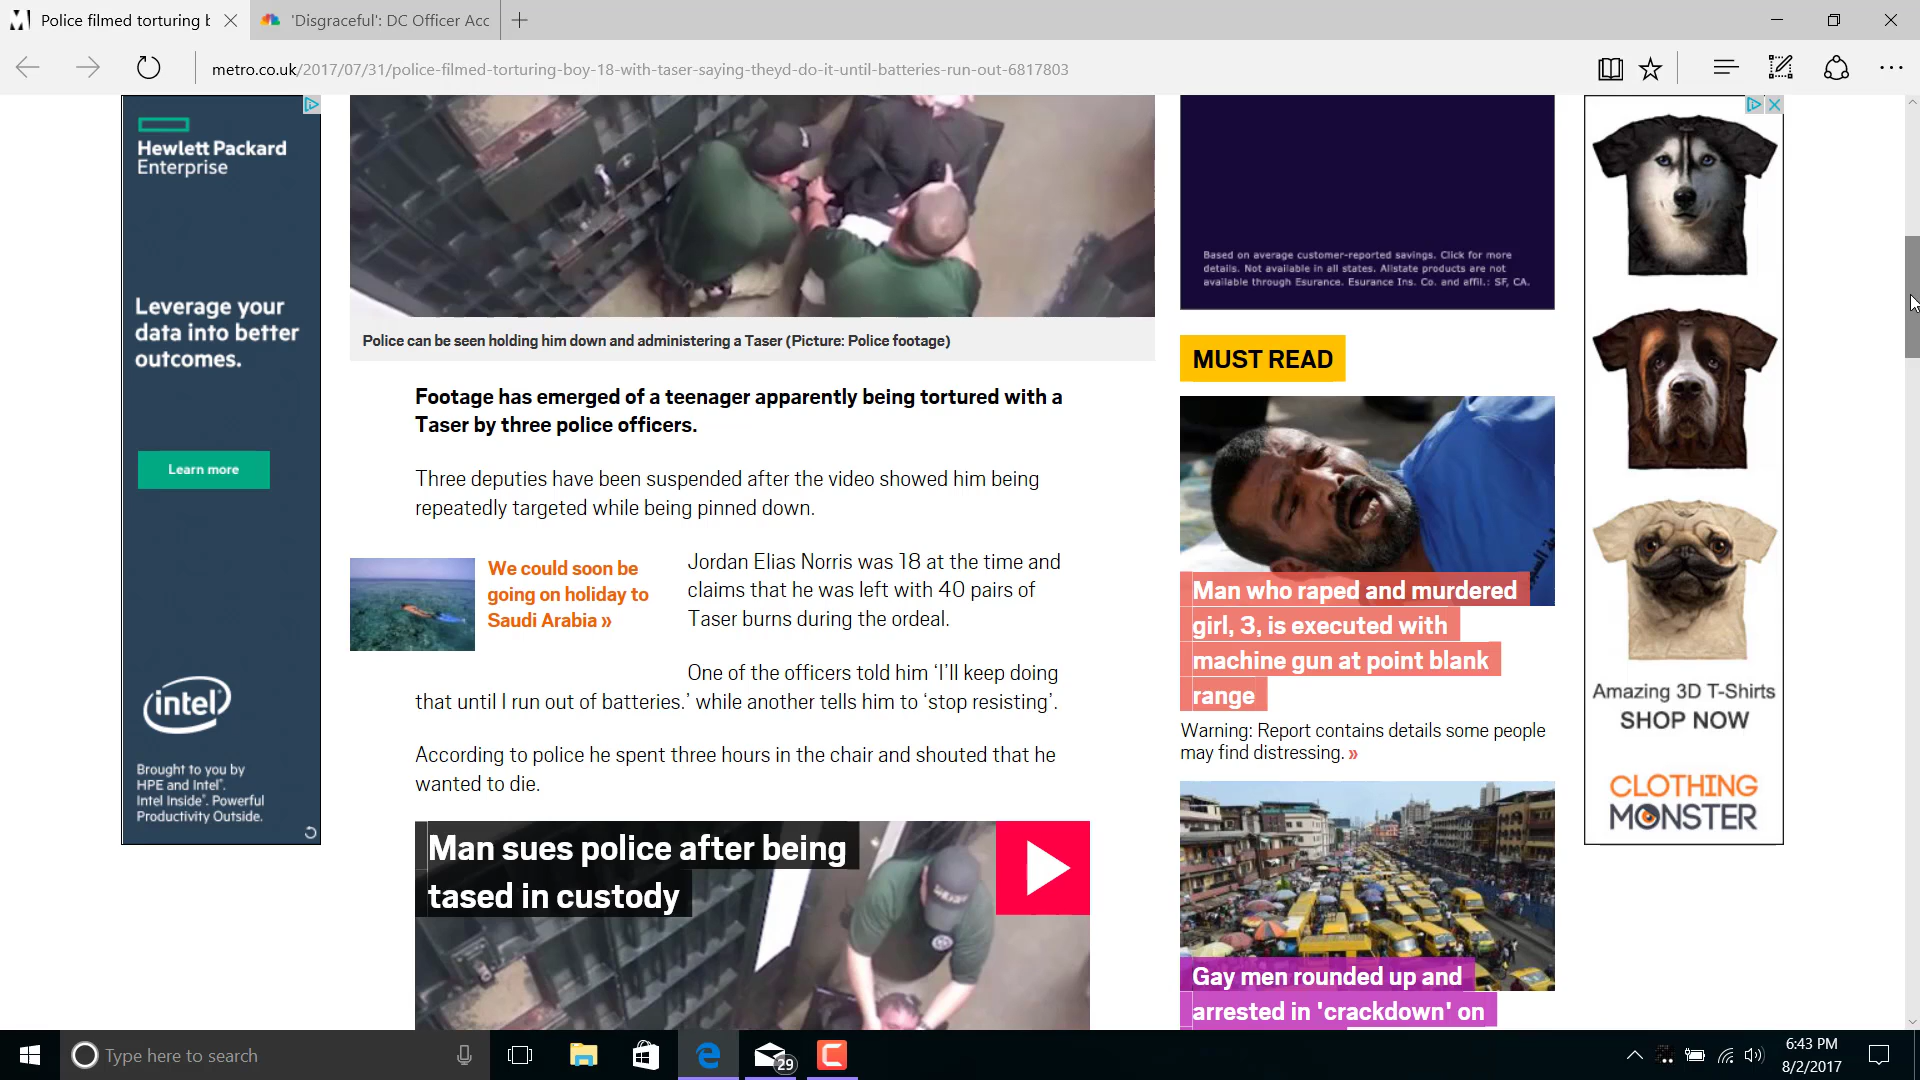 Police filmed torturing b
'Disgraceful': DC Officer Acc
metro.co.uk/2017/07/31/police-filmed-torturing-boy-18-with-taser-saying-theyd-do-it-until-batteries-run-out-6817803
Hewlett Packard
Enterprise
Leverage your
data into better
outcomes.
Learn more
intel
Brought to you by
HPE and Intel®.
Intel Inside®. Powerful
Productivity Outside.
Police can be seen holding him down and administering a Taser (Picture: Police footage)
Footage has emerged of a teenager apparently being tortured with a
Taser by three police officers.
Three deputies have been suspended after the video showed him being
repeatedly targeted while being pinned down.
We could soon be
going on holiday to
Saudi Arabia »
Jordan Elias Norris was 18 at the time and
claims that he was left with 40 pairs of
Taser burns during the ordeal.
One of the officers told him ‘I’ll keep doing
that until I run out of batteries.’ while another tells him to ‘stop resisting’.
According to police he spent three hours in the chair and shouted that he
wanted to die.
Man sues police after being
tased in custody
Based on average customer-reported savings. Click for more
details. Not available in all states. Allstate products are not
available through Esurance. Esurance Ins. Co. and affil.: SF, CA.
MUST READ
Man who raped and murdered
girl, 3, is executed with
machine gun at point blank
range
Warning: Report contains details some people
may find distressing. »
Gay men rounded up and
arrested in 'crackdown' on
Amazing 3D T-Shirts
SHOP NOW
CLOTHING
MONSTER
Type here to search
29
6:43 PM
8/2/2017